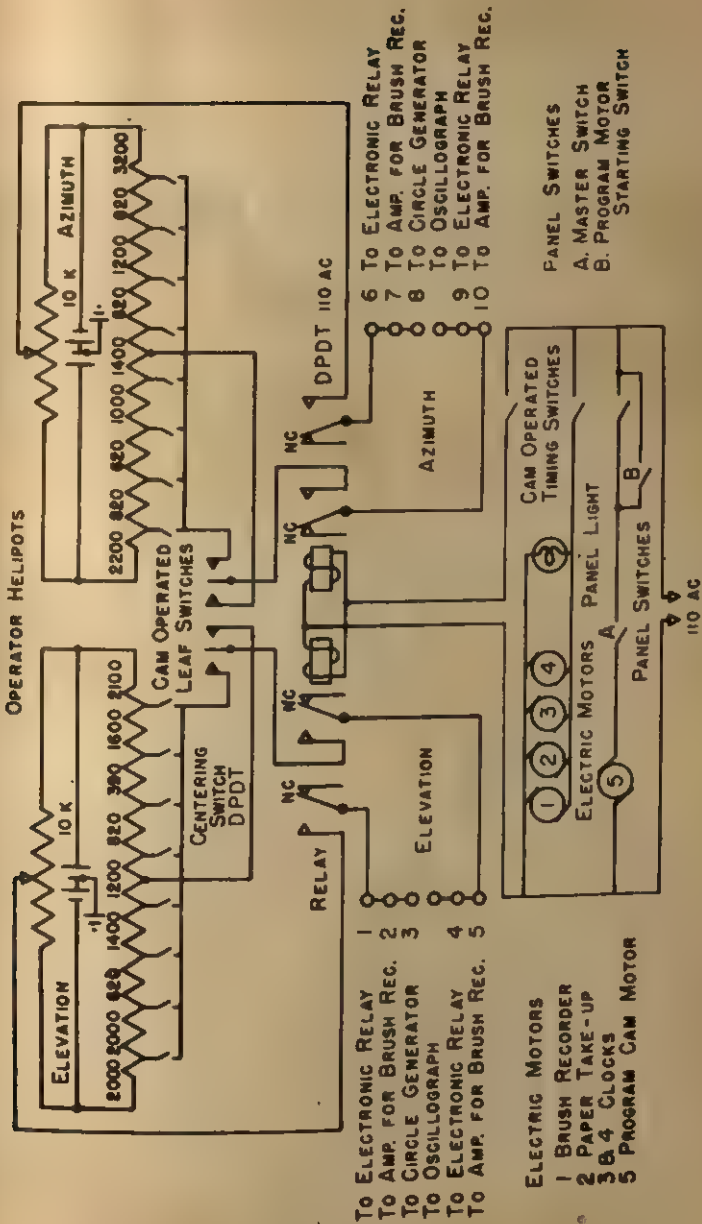 OPERATOR HELIPOTS
ELEVATION
10 K
2000 2000 620 1400 1200 820 390 1600 2100
10 K AZIMUTH
2200 820 620 1000 1400 620 1200 620 3200
CAM OPERATED
LEAF SWITCHES
CENTERING
SWITCH
DPDT
RELAY
NC
NC
NC
NC
DPDT 110 AC
ELEVATION
AZIMUTH
TO ELECTRONIC RELAY 1
TO AMP. FOR BRUSH REC. 2
TO CIRCLE GENERATOR 3
TO OSCILLOGRAPH
TO ELECTRONIC RELAY 4
TO AMP. FOR BRUSH REC. 5
6 TO ELECTRONIC RELAY
7 TO AMP. FOR BRUSH REC.
8 TO CIRCLE GENERATOR
TO OSCILLOGRAPH
9 TO ELECTRONIC RELAY
10 TO AMP. FOR BRUSH REC.
ELECTRIC MOTORS
1 BRUSH RECORDER
2 PAPER TAKE-UP
3 & 4 CLOCKS
5 PROGRAM CAM MOTOR
1 2 3 4
ELECTRIC MOTORS
5
PANEL LIGHT
CAM OPERATED
TIMING SWITCHES
A
B
PANEL SWITCHES
110 AC
PANEL SWITCHES
A. MASTER SWITCH
B. PROGRAM MOTOR
STARTING SWITCH